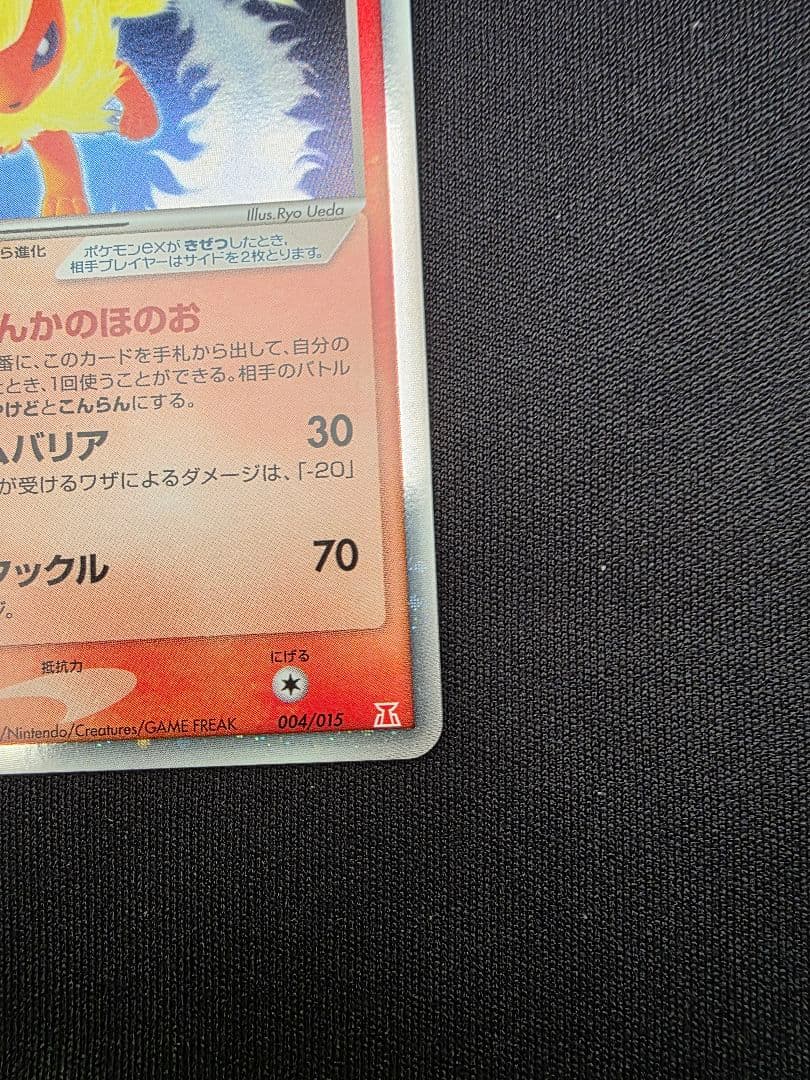 Illus.Ryo Ueda
ら進化
ポケモンexが きぜつしたとき、
相手プレイヤーはサイドを2枚とります。
んかのほのお
番に、このカードを手札から出して、自分の
たとき、1回使うことができる。相手のバトル
やけどとこんらんにする。
ムバリア 30
が受けるワザによるダメージは、「-20」
タックル 70
ジ。
抵抗力 にげる
/Nintendo/Creatures/GAME FREAK 004/015